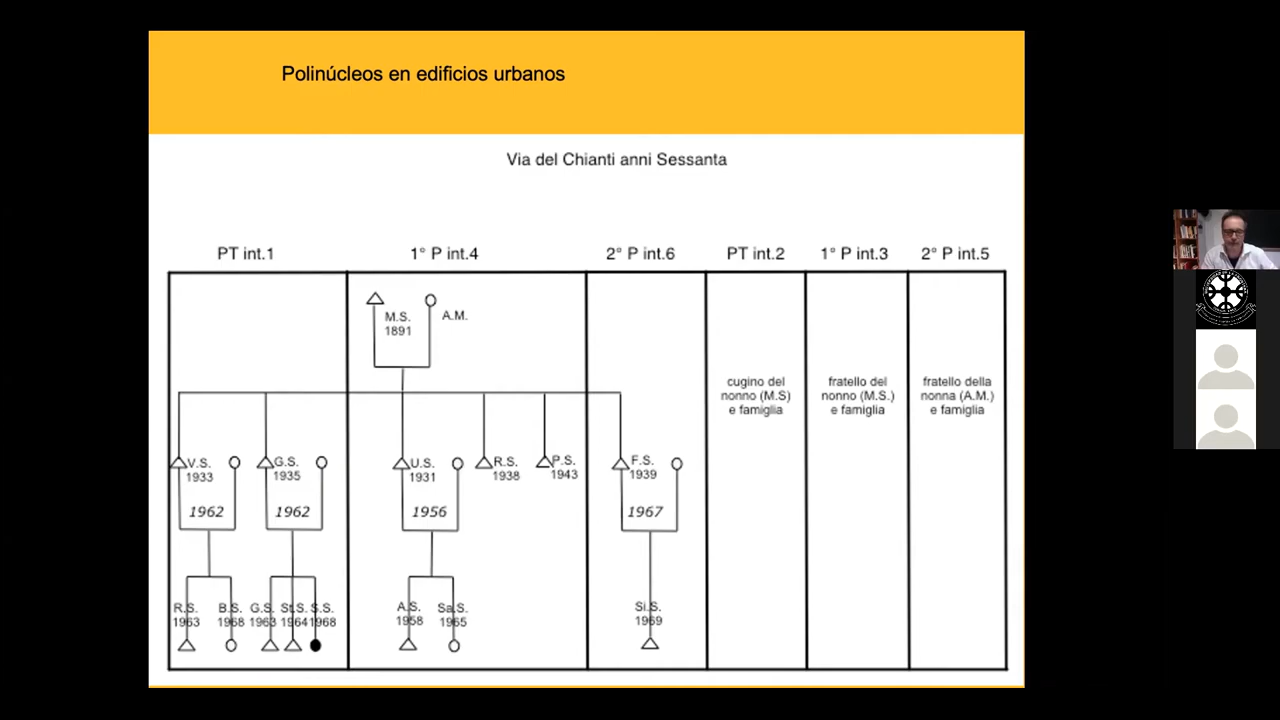 Polinúcleos en edificios urbanos
Via del Chianti anni Sessanta
PT int.1
1° P int.4
2° P int.6
PT int.2
1° P int.3
2° P int.5
M.S.
1891
A.M.
cugino del
nonno (M.S)
e famiglia
fratello del
nonno (M.S.)
e famiglia
fratello della
nonna (A.M.)
e famiglia
V.S.
1933
G.S.
1935
U.S.
1931
R.S.
1938
P.S.
1943
F.S.
1939
1962
1962
1956
1967
R.S.
1963
B.S.
1968
G.S.
1963
St.S.
1964
S.S.
1968
A.S.
1958
Sa.S.
1965
Si.S.
1969